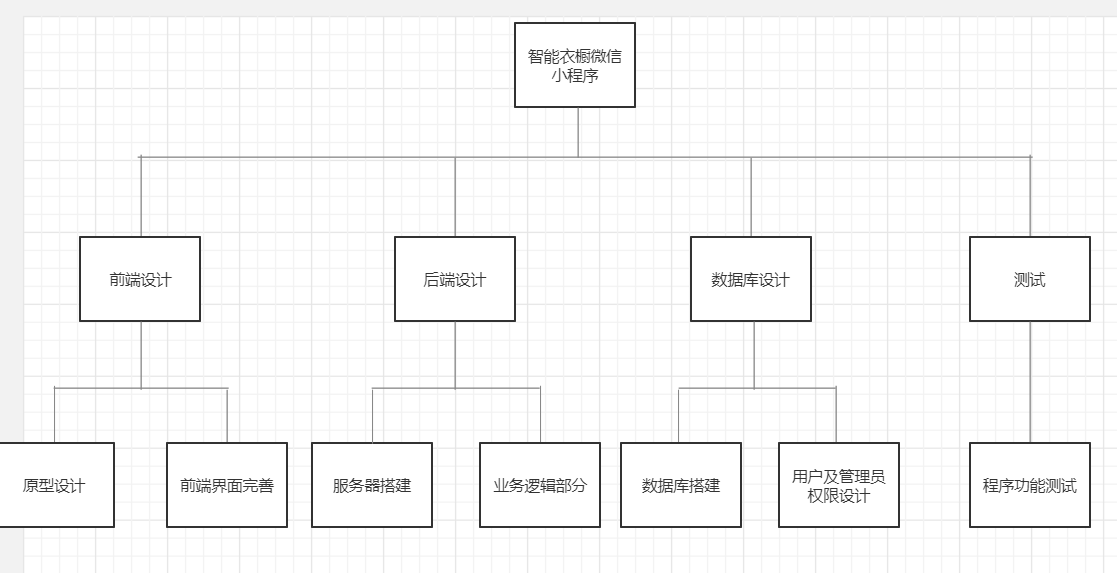 智能衣橱微信
小程序
前端设计
后端设计
数据库设计
测试
原型设计
前端界面完善
服务器搭建
业务逻辑部分
数据库搭建
用户及管理员
权限设计
程序功能测试